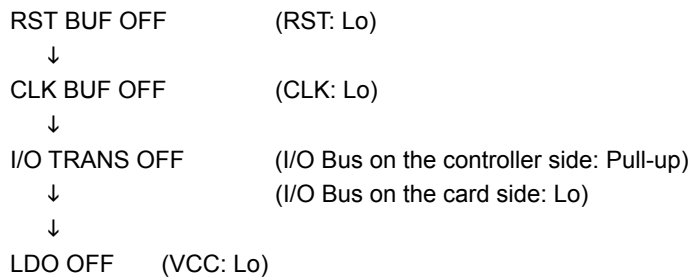 RST BUF OFF (RST: Lo)
↓
CLK BUF OFF (CLK: Lo)
↓
I/O TRANS OFF (I/O Bus on the controller side: Pull-up)
↓ (I/O Bus on the card side: Lo)
↓
LDO OFF (VCC: Lo)